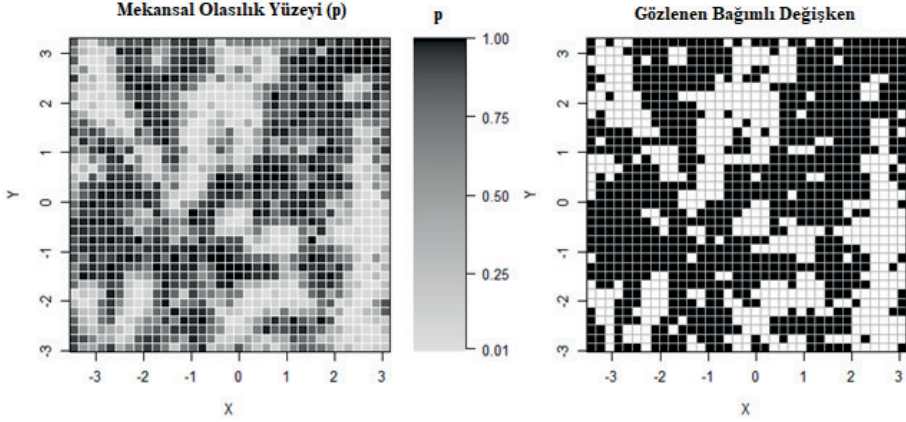 Mekansal Olasılık Yüzeyi (p)
p
Gözlenen Bağımlı Değişken
3
2
1
0
-1
-2
-3
Y
-3 -2 -1 0 1 2 3
X
1.00
0.75
0.50
0.25
0.01
3
2
1
0
-1
-2
-3
Y
-3 -2 -1 0 1 2 3
X